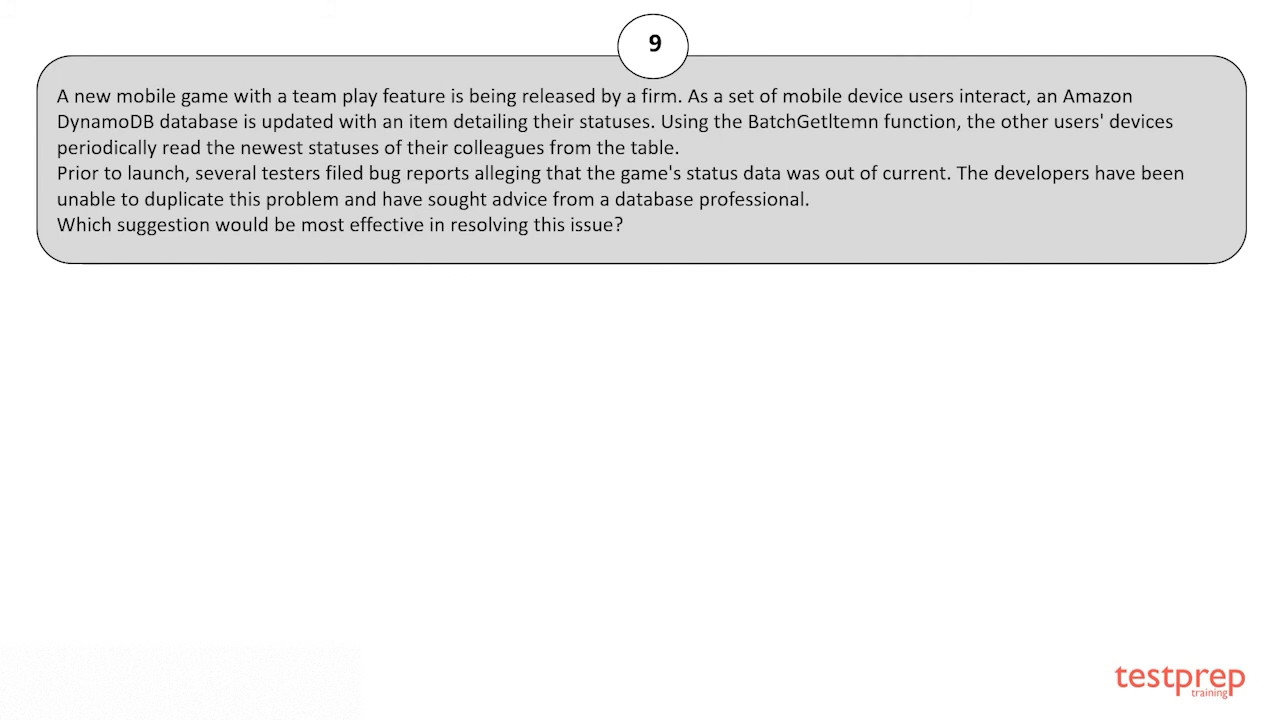 9
A new mobile game with a team play feature is being released by a firm. As a set of mobile device users interact, an Amazon
DynamoDB database is updated with an item detailing their statuses. Using the BatchGetltemn function, the other users' devices
periodically read the newest statuses of their colleagues from the table.
Prior to launch, several testers filed bug reports alleging that the game's status data was out of current. The developers have been
unable to duplicate this problem and have sought advice from a database professional.
Which suggestion would be most effective in resolving this issue?
testprep
training